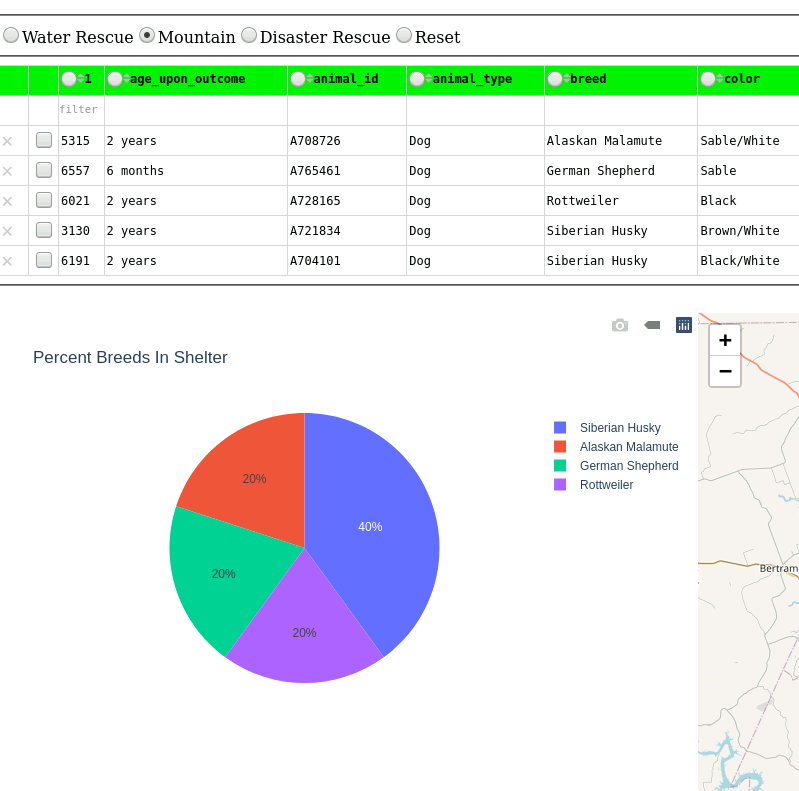 Water Rescue Mountain Disaster Rescue Reset
1 age_upon_outcome animal_id animal_type breed color
filter
× 5315 2 years A708726 Dog Alaskan Malamute Sable/White
× 6557 6 months A765461 Dog German Shepherd Sable
× 6021 2 years A728165 Dog Rottweiler Black
× 3130 2 years A721834 Dog Siberian Husky Brown/White
× 6191 2 years A704101 Dog Siberian Husky Black/White
Percent Breeds In Shelter
+
−
Siberian Husky
Alaskan Malamute
German Shepherd
Rottweiler
20%
40%
20%
20%
Bertram